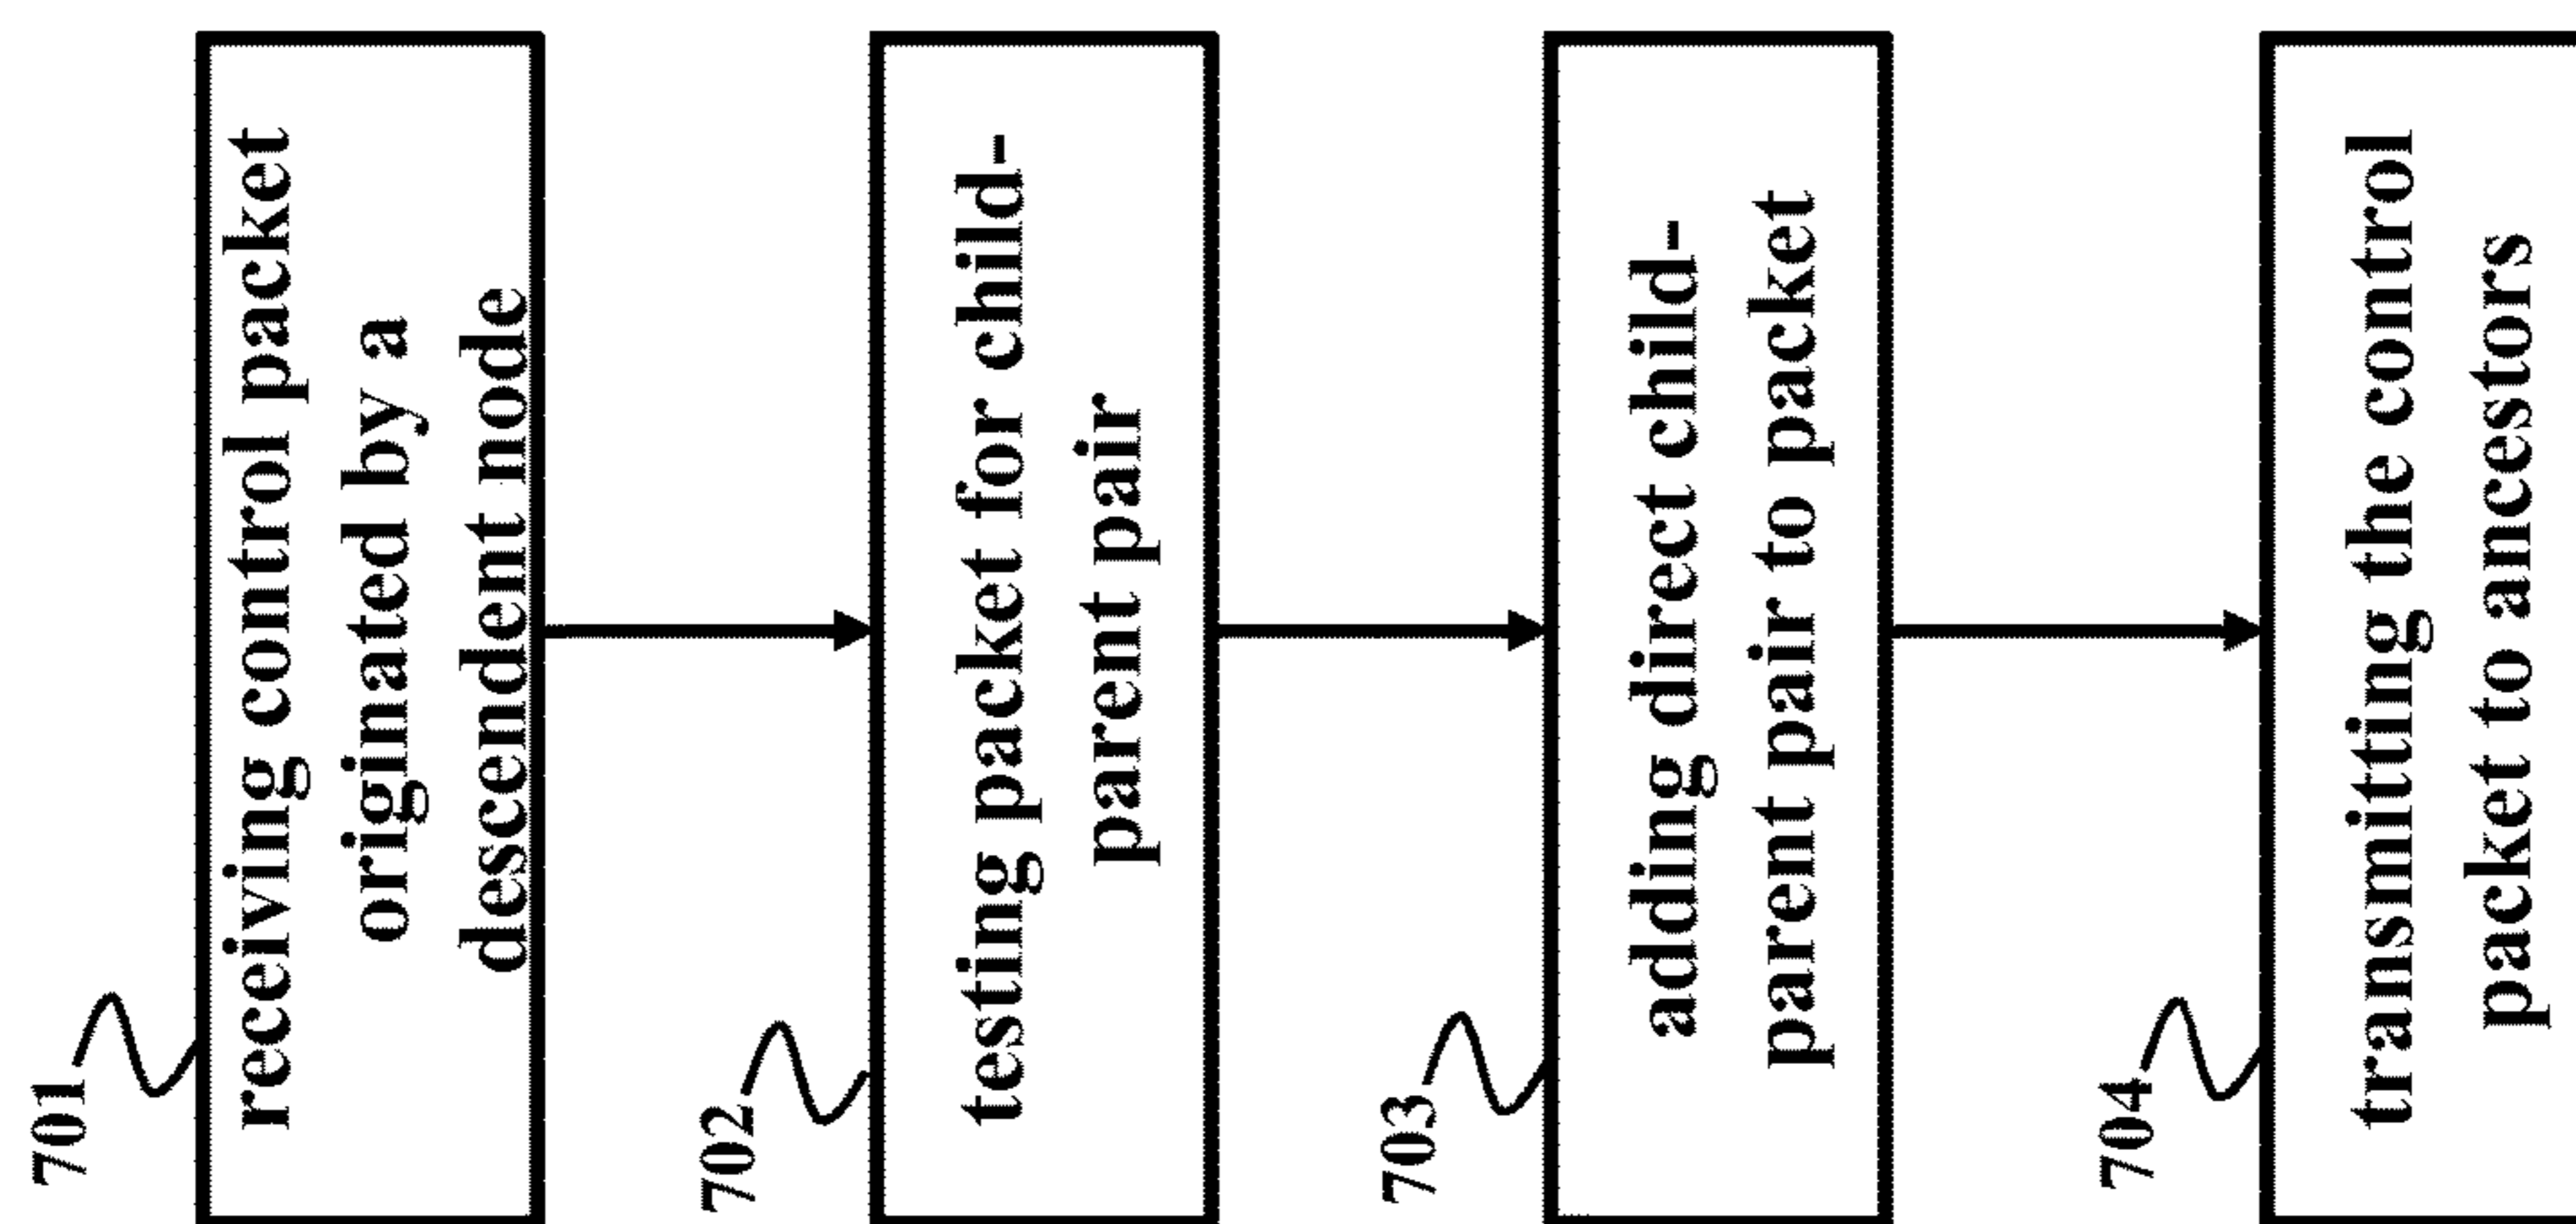 701
receiving control packet
originated by a
descendent node
702
testing packet for child-
parent pair
703
adding direct child-
parent pair to packet
704
transmitting the control
packet to ancestors